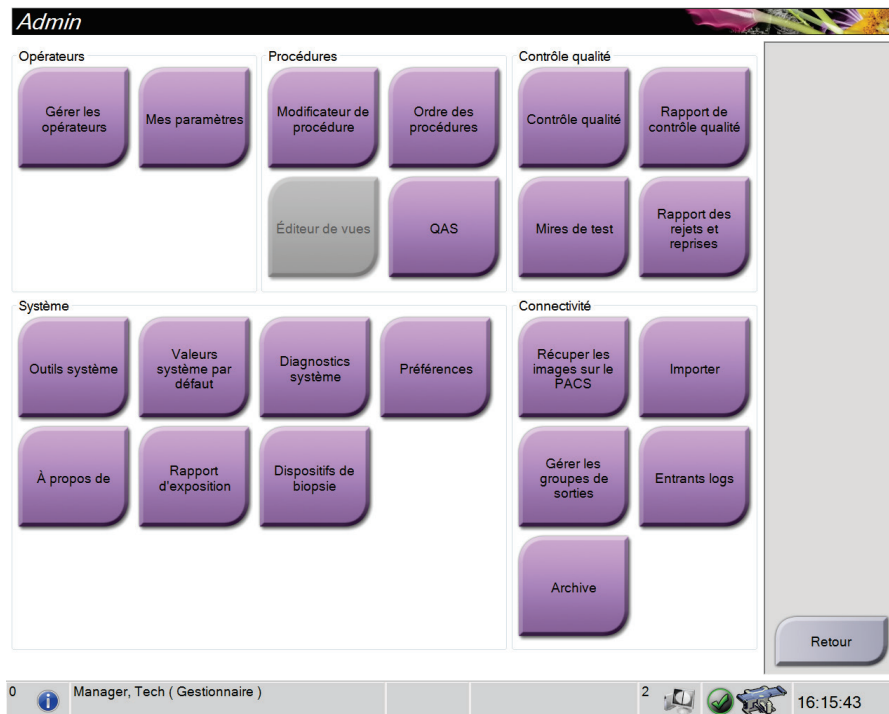 Admin
Opérateurs
Gérer les
opérateurs
Mes paramètres
Procédures
Modificateur de
procédure
Ordre des
procédures
Éditeur de vues
QAS
Contrôle qualité
Contrôle qualité
Rapport de
contrôle qualité
Mires de test
Rapport des
rejets et
reprises
Système
Outils système
Valeurs
système par
défaut
Diagnostics
système
Préférences
À propos de
Rapport
d'exposition
Dispositifs de
biopsie
Connectivité
Récuper les
images sur le
PACS
Importer
Gérer les
groupes de
sorties
Entrants logs
Archive
Retour
0
Manager, Tech ( Gestionnaire )
2
16:15:43